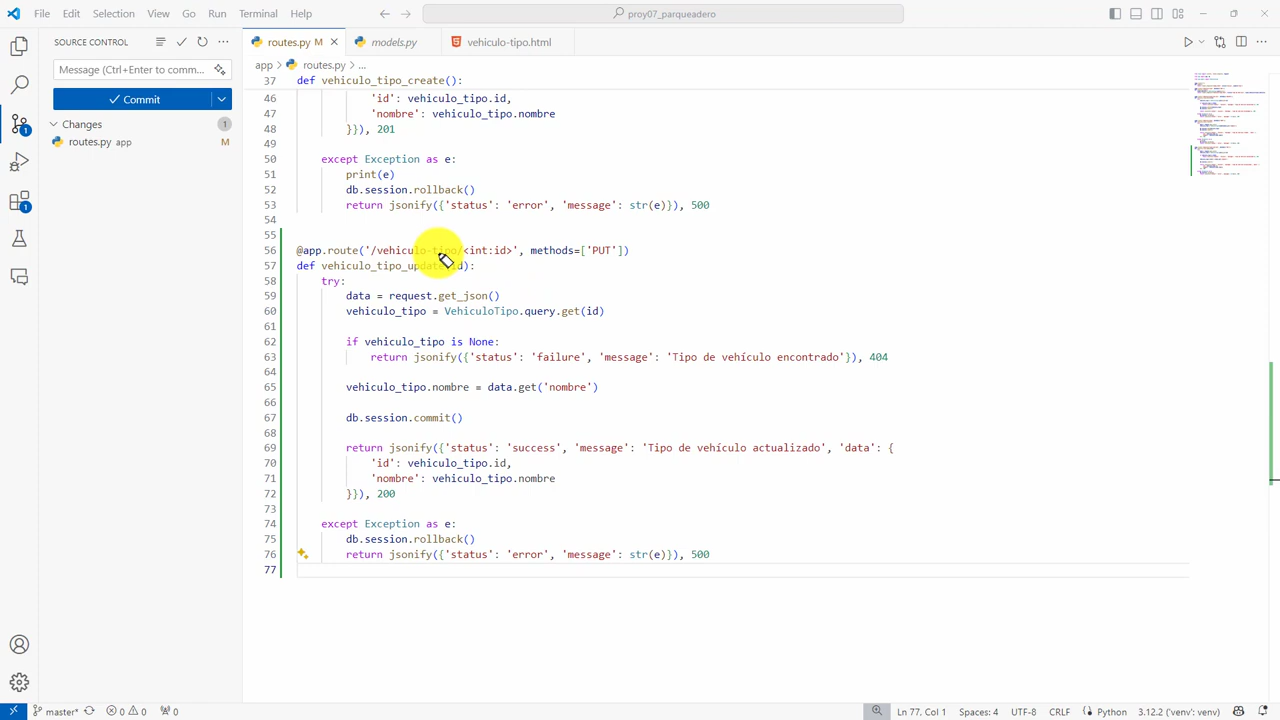 File Edit Selection View Go Run Terminal Help
proy07_parqueadero
SOURCE CONTROL
Message (Ctrl+Enter to comm...
Commit
Changes
routes.py app M
1
1
routes.py M
models.py
vehiculo-tipo.html
app > routes.py > ...
37 def vehiculo_tipo_create():
46 'id': vehiculo_tipo.id,
47 'nombre': vehiculo_tipo.nombre
48 }}), 201
49
50 except Exception as e:
51 (e)
52 db.session.rollback()
53 return jsonify({'status': 'error', 'message': str(e)}), 500
54
55
56 @app.route('/vehiculo-tipo/<int:id>', methods=['PUT'])
57 def vehiculo_tipo_update(id):
58 try:
59 data = request.get_json()
60 vehiculo_tipo = VehiculoTipo.query.get(id)
61
62 if vehiculo_tipo is None:
63 return jsonify({'status': 'failure', 'message': 'Tipo de vehículo encontrado'}), 404
64
65 vehiculo_tipo.nombre = data.get('nombre')
66
67 db.session.commit()
68
69 return jsonify({'status': 'success', 'message': 'Tipo de vehículo actualizado', 'data': {
70 'id': vehiculo_tipo.id,
71 'nombre': vehiculo_tipo.nombre
72 }}), 200
73
74 except Exception as e:
75 db.session.rollback()
76 return jsonify({'status': 'error', 'message': str(e)}), 500
77
master* 0 0 0 Ln 77, Col 1 Spaces: 4 UTF-8 CRLF Python 3.12.2 ('venv': venv)